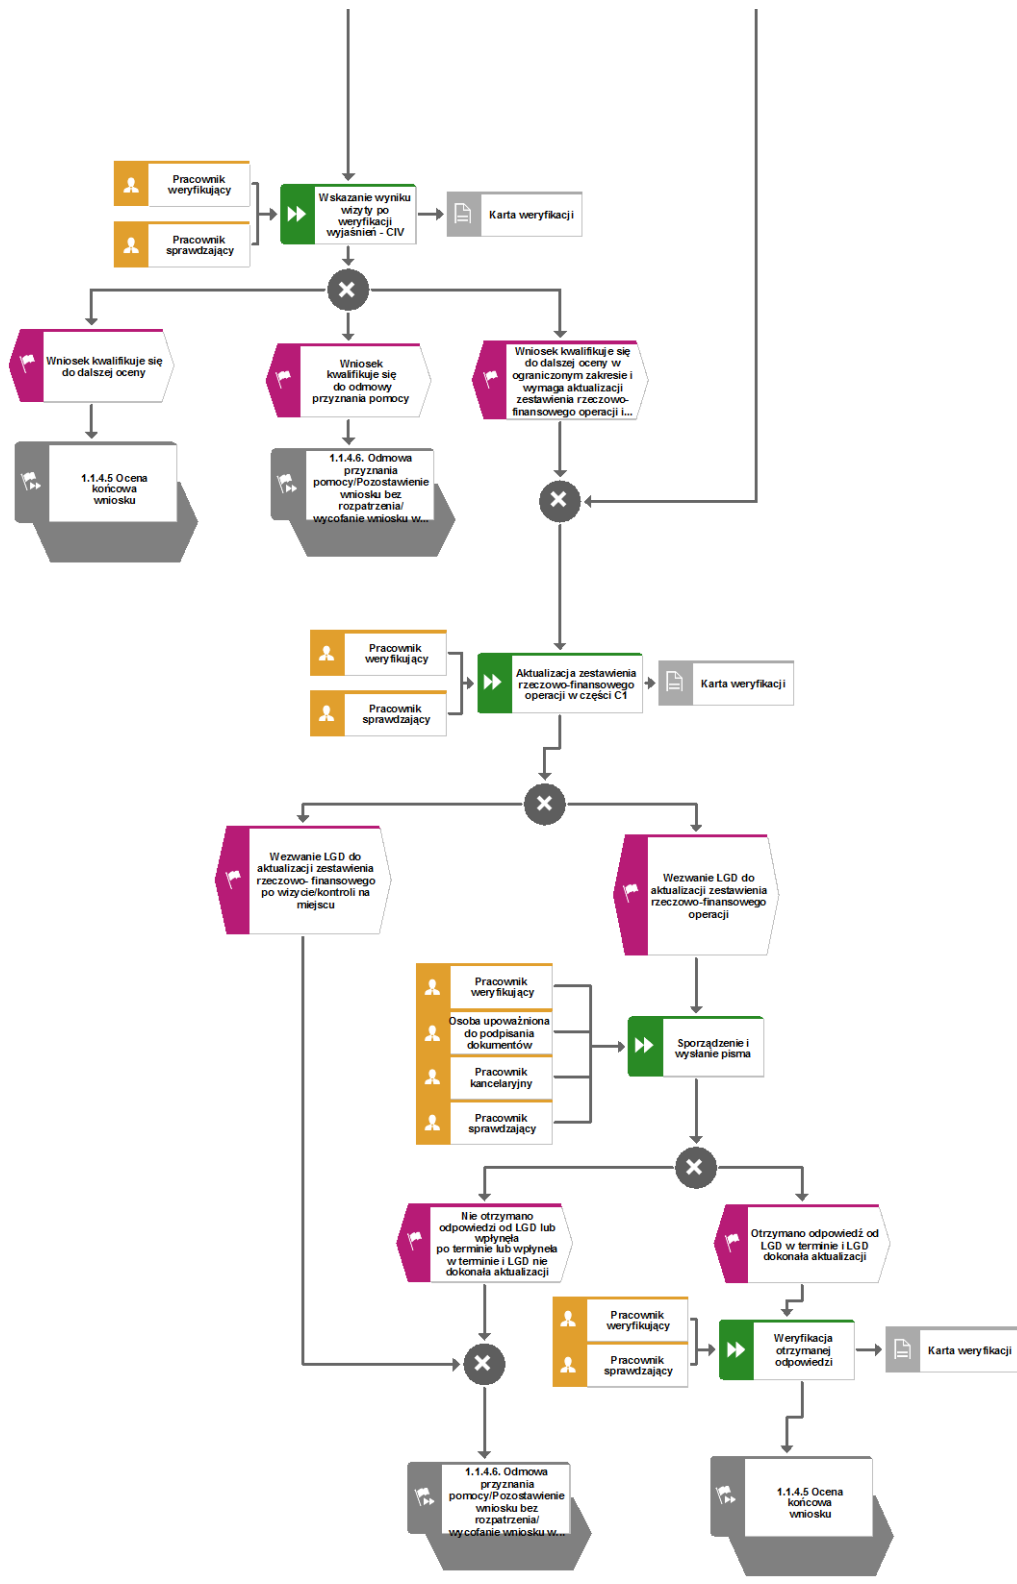 Pracownik
weryfikujący
Pracownik
sprawdzający
Wskazanie wyniku
wizyty po
weryfikacji
wyjaśnień - CIV
Karta weryfikacji
Wniosek kwalifikuje się
do dalszej oceny
Wniosek
kwalifikuje się
do odmowy
przyznania pomocy
Wniosek kwalifikuje się
do dalszej oceny w
ograniczonym zakresie i
wymaga aktualizacji
zestawienia rzeczowo-
finansowego operacji i...
1.1.4.5 Ocena
końcowa
wniosku
1.1.4.6. Odmowa
przyznania
pomocy/Pozostawienie
wniosku bez
rozpatrzenia/
wycofanie wniosku w...
Pracownik
weryfikujący
Pracownik
sprawdzający
Aktualizacja zestawienia
rzeczowo-finansowego
operacji w części C1
Karta weryfikacji
Wezwanie LGD do
aktualizacji zestawienia
rzeczowo- finansowego
po wizycie/kontroli na
miejscu
Wezwanie LGD do
aktualizacji zestawienia
rzeczowo-finansowego
operacji
Pracownik
weryfikujący
Osoba upoważniona
do podpisania
dokumentów
Pracownik
kancelaryjny
Pracownik
sprawdzający
Sporządzenie i
wysłanie pisma
Nie otrzymano
odpowiedzi od LGD lub
wpłynęła
po terminie lub wpłyneła
w terminie i LGD nie
dokonała aktualizacji
Otrzymano odpowiedź od
LGD w terminie i LGD
dokonała aktualizacji
Pracownik
weryfikujący
Pracownik
sprawdzający
Weryfikacja
otrzymanej
odpowiedzi
Karta weryfikacji
1.1.4.6. Odmowa
przyznania
pomocy/Pozostawienie
wniosku bez
rozpatrzenia/
wycofanie wniosku w...
1.1.4.5 Ocena
końcowa
wniosku